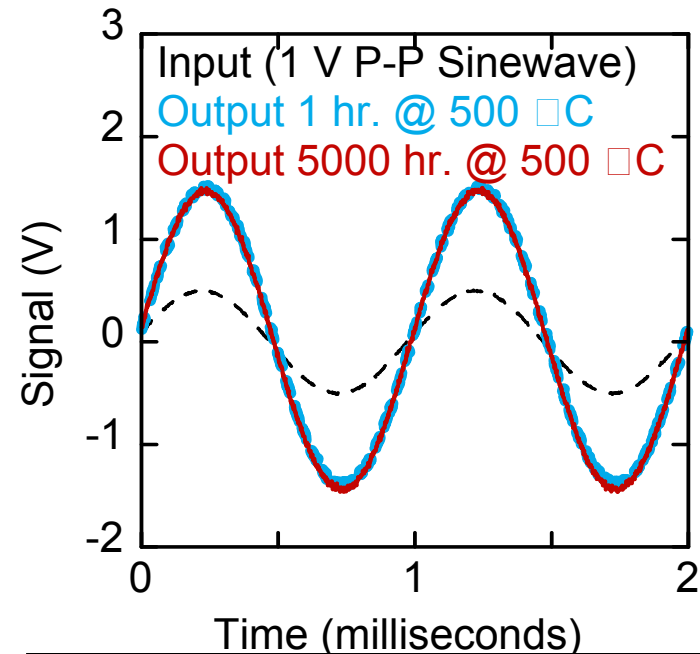 3
Input (1 V P-P Sinewave)
Output 1 hr. @ 500 □C
2
Output 5000 hr. @ 500 □C
1
Signal (V)
0
-1
-2
0 1 2
Time (milliseconds)